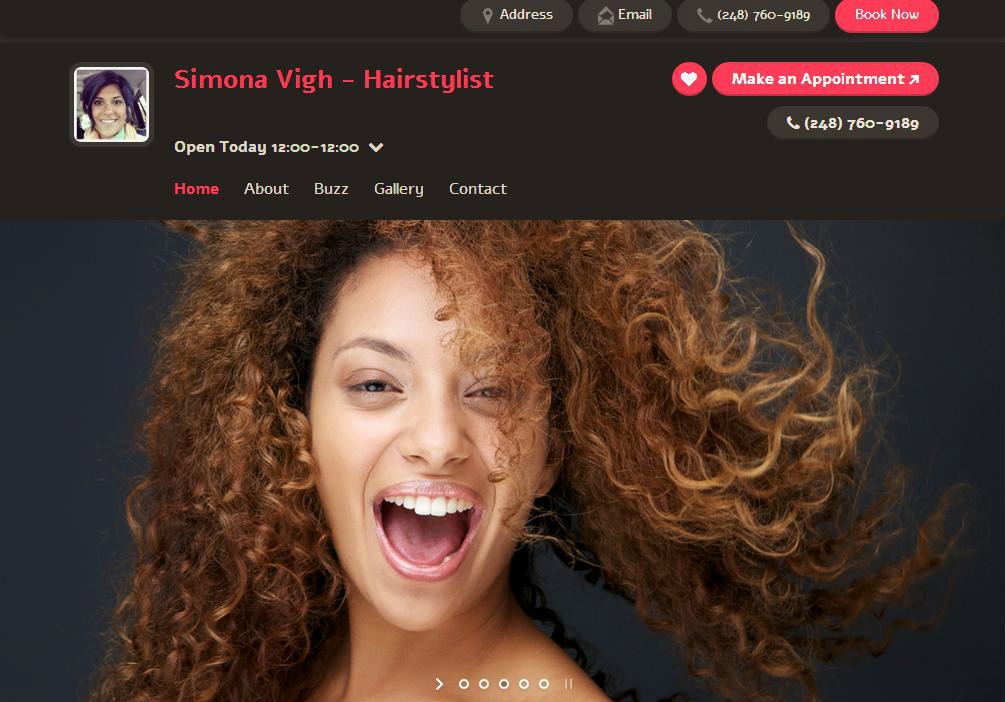 Address Email (248) 760-9189 Book Now
Simona Vigh - Hairstylist
Make an Appointment
(248) 760-9189
Open Today 12:00-12:00
Home About Buzz Gallery Contact